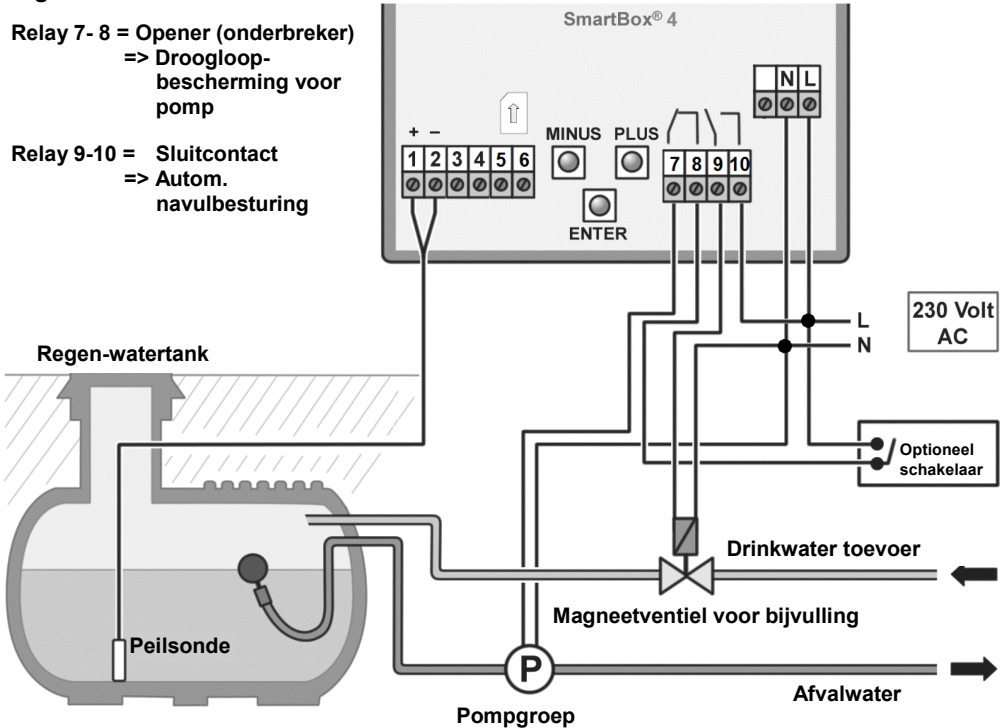 SmartBox® 4
Relay 7- 8 = Opener (onderbreker)
=> Droogloop-
bescherming voor
pomp
Relay 9-10 = Sluitcontact
=> Autom.
navulbesturing
N L
+ –
MINUS PLUS
1 2 3 4 5 6
7 8 9 10
ENTER
L
N
230 Volt
AC
Regen-watertank
Optioneel
schakelaar
Drinkwater toevoer
Magneetventiel voor bijvulling
Peilsonde
P
Afvalwater
Pompgroep